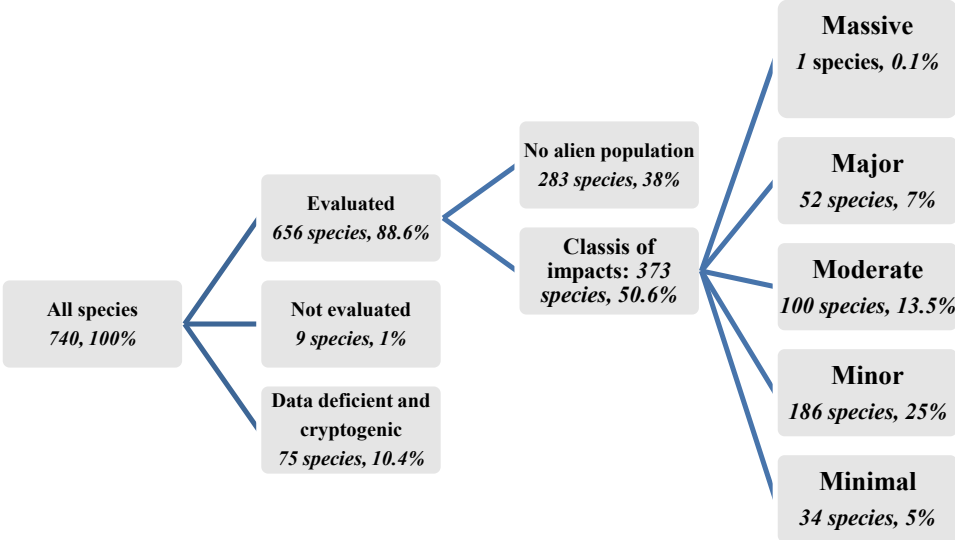 All species
740, 100%
Evaluated
656 species, 88.6%
Not evaluated
9 species, 1%
Data deficient and
cryptogenic
75 species, 10.4%
No alien population
283 species, 38%
Classis of
impacts: 373
species, 50.6%
Massive
1 species, 0.1%
Major
52 species, 7%
Moderate
100 species, 13.5%
Minor
186 species, 25%
Minimal
34 species, 5%